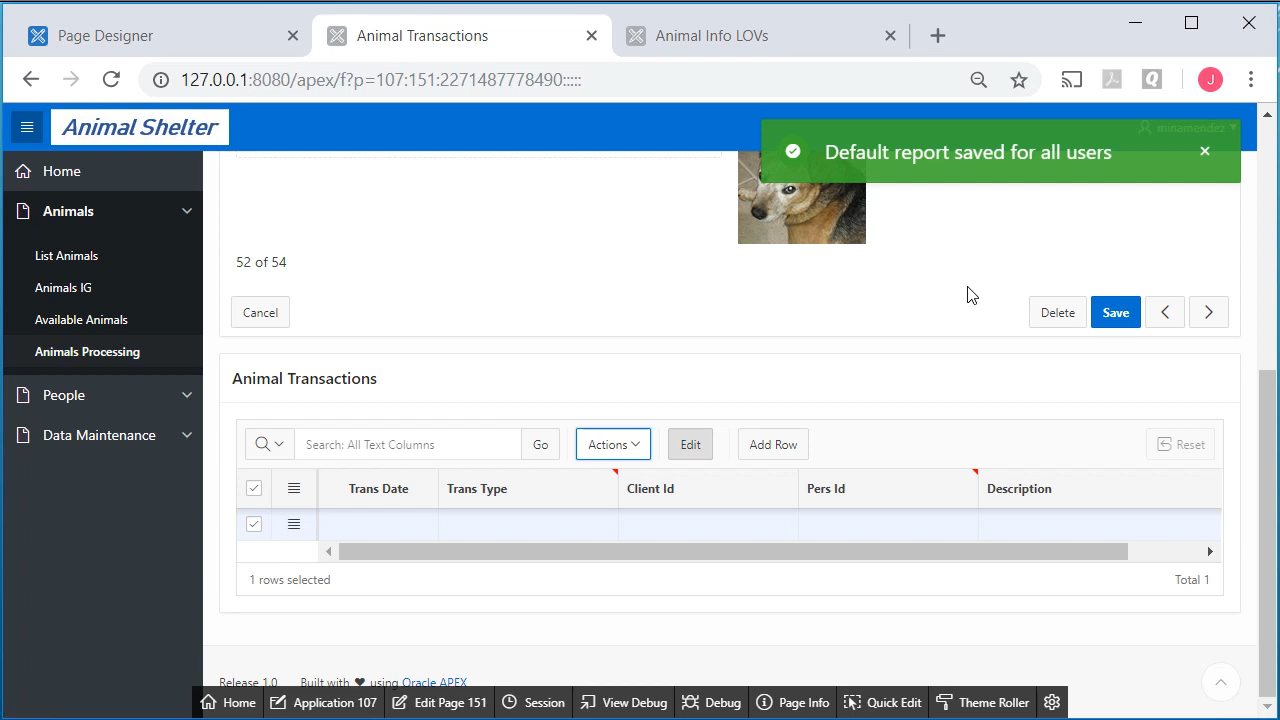 Page Designer
Animal Transactions
Animal Info LOVs
127.0.0.1:8080/apex/f?p=107:151:2271487778490:::::
J
Animal Shelter
minamendez
Default report saved for all users
Home
Animals
List Animals
Animals IG
Available Animals
Animals Processing
People
Data Maintenance
52 of 54
Cancel
Delete
Save
Animal Transactions
Search: All Text Columns
Go
Actions
Edit
Add Row
Reset
Trans Date
Trans Type
Client Id
Pers Id
Description
1 rows selected
Total 1
Release 1.0
Built with ❤ using Oracle APEX
Home
Application 107
Edit Page 151
Session
View Debug
Debug
Page Info
Quick Edit
Theme Roller